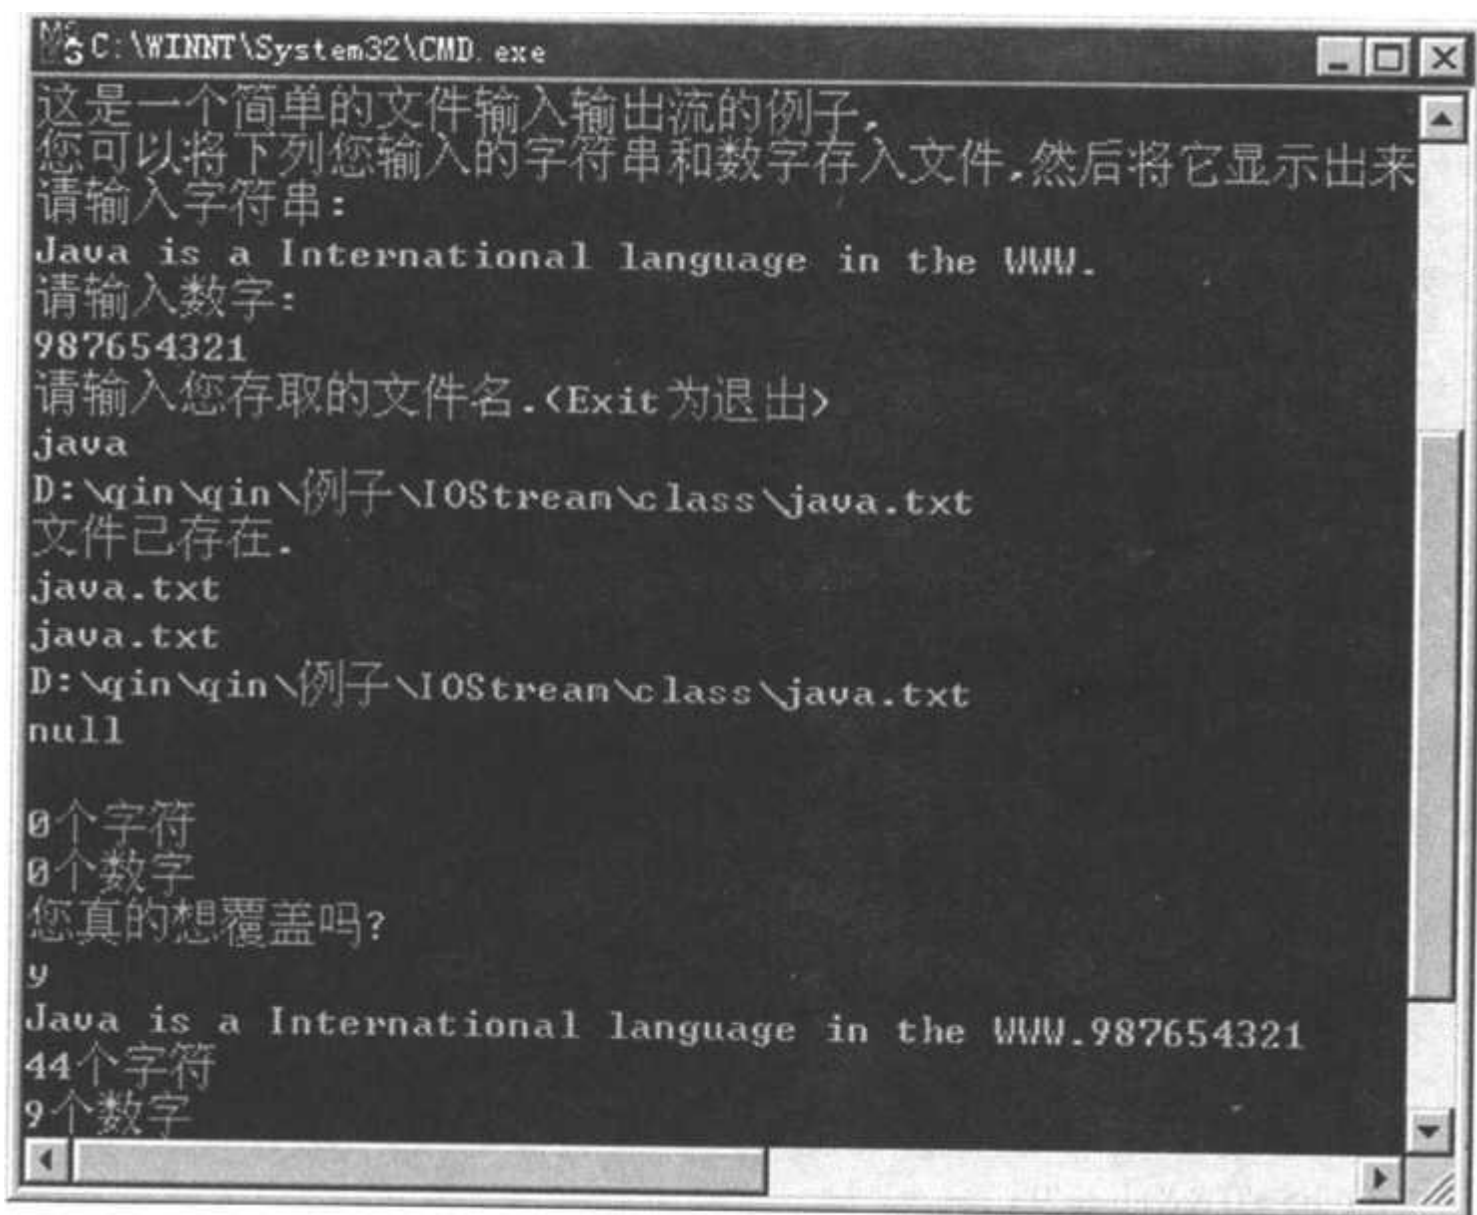 C:\WINNT\System32\CMD.exe
这是一个简单的文件输入输出流的例子.
您可以将下列您输入的字符串和数字存入文件,然后将它显示出来
请输入字符串:
Java is a International language in the WWW.
请输入数字:
987654321
请输入您存取的文件名.<Exit为退出>
java
D:\qin\qin\例子\IOStream\class\java.txt
文件已存在.
java.txt
java.txt
D:\qin\qin\例子\IOStream\class\java.txt
null
0个字符
0个数字
您真的想覆盖吗?
y
Java is a International language in the WWW.987654321
44个字符
9个数字